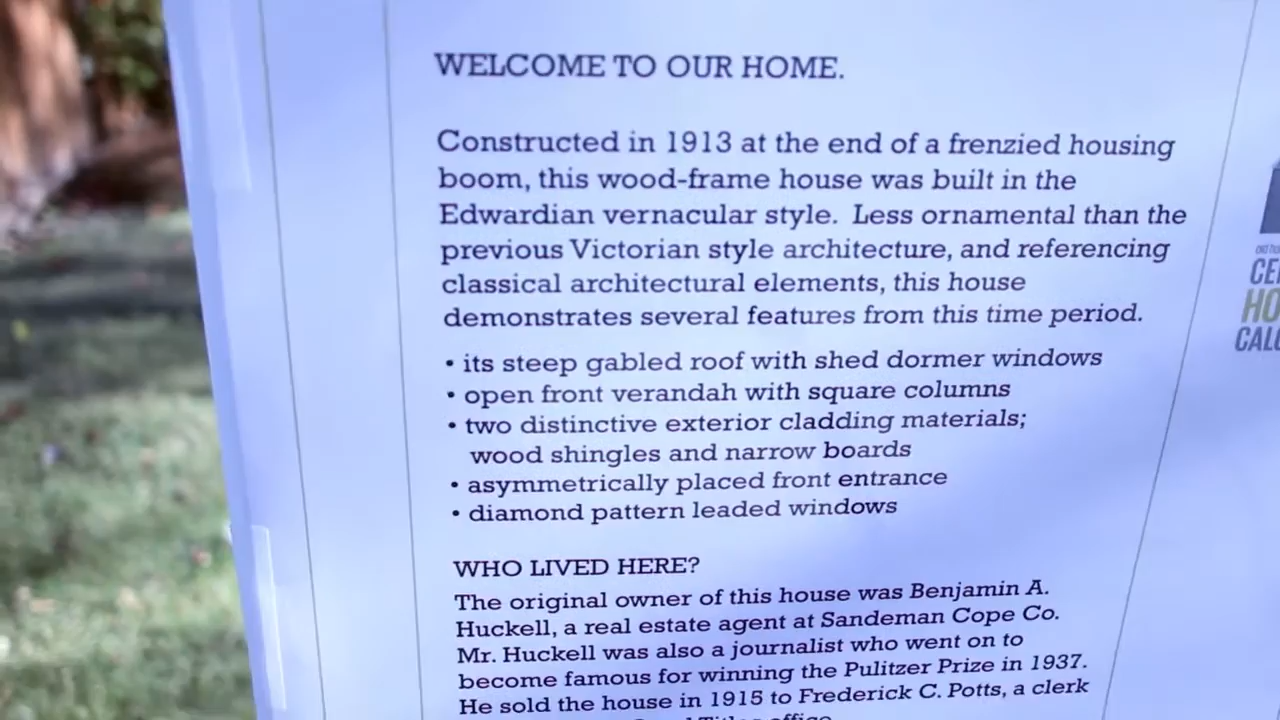 WELCOME TO OUR HOME.
Constructed in 1913 at the end of a frenzied housing
boom, this wood-frame house was built in the
Edwardian vernacular style. Less ornamental than the
previous Victorian style architecture, and referencing
classical architectural elements, this house
demonstrates several features from this time period.
• its steep gabled roof with shed dormer windows
• open front verandah with square columns
• two distinctive exterior cladding materials;
wood shingles and narrow boards
• asymmetrically placed front entrance
• diamond pattern leaded windows
WHO LIVED HERE?
The original owner of this house was Benjamin A.
Huckell, a real estate agent at Sandeman Cope Co.
Mr. Huckell was also a journalist who went on to
become famous for winning the Pulitzer Prize in 1937.
He sold the house in 1915 to Frederick C. Potts, a clerk